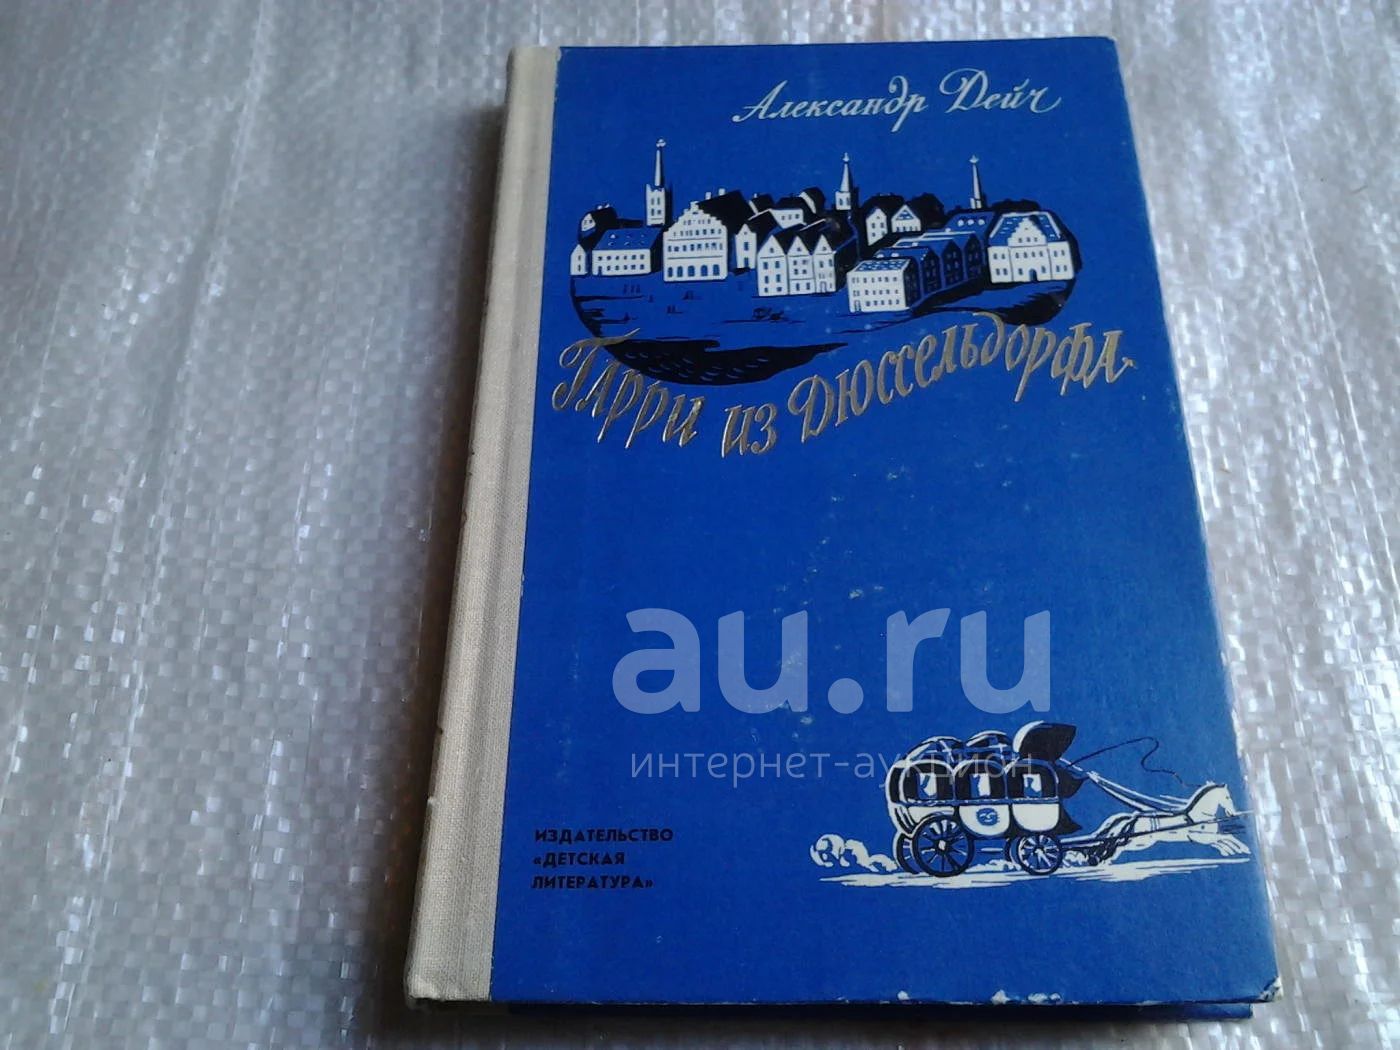 Александр Дейч
Гарри из Дюссельдорфа
au.ru
интернет-аукцион
ИЗДАТЕЛЬСТВО
«ДЕТСКАЯ
ЛИТЕРАТУРА»